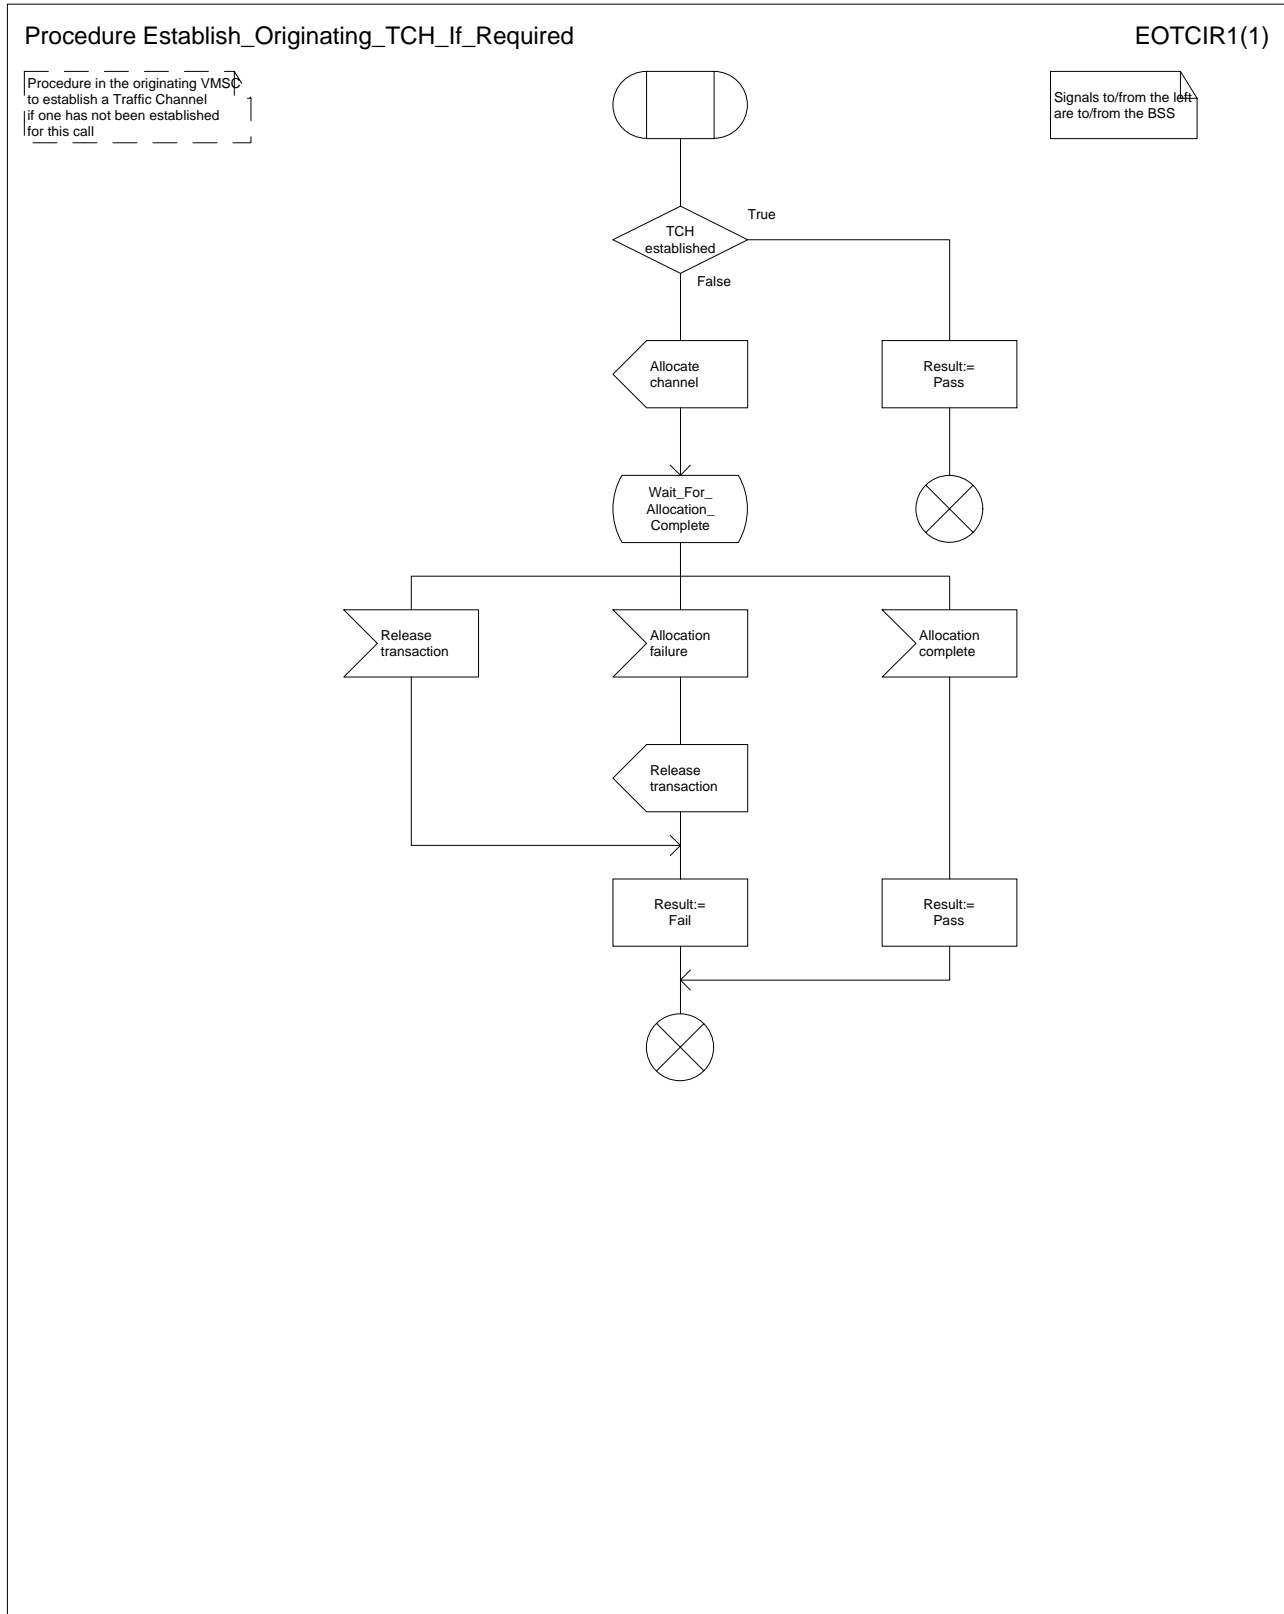 Procedure Establish_Originating_TCH_If_Required
EOTCIR1(1)
Procedure in the originating VMSC
to establish a Traffic Channel
if one has not been established
for this call
Signals to/from the left
are to/from the BSS
TCH
established
True
False
Allocate
channel
Result:=
Pass
Wait_For_
Allocation_
Complete
Release
transaction
Allocation
failure
Allocation
complete
Release
transaction
Result:=
Fail
Result:=
Pass